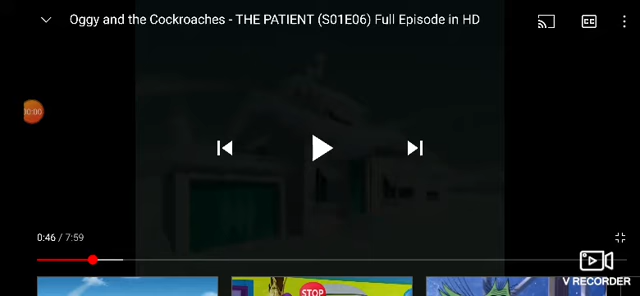 Oggy and the Cockroaches - THE PATIENT (S01E06) Full Episode in HD
CC
00:00
0:46 / 7:59
V RECORDER
STOP